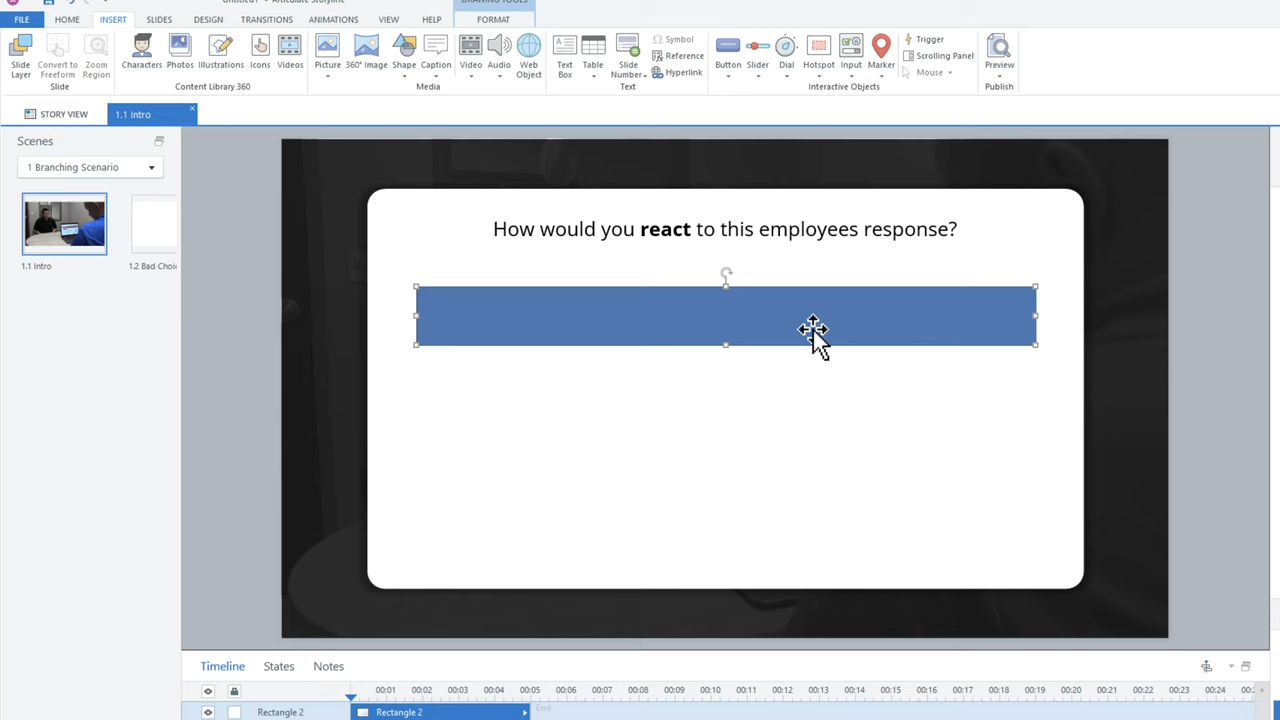 Untitled1 - Articulate Storyline
DRAWING TOOLS
FILE HOME INSERT SLIDES DESIGN TRANSITIONS ANIMATIONS VIEW HELP FORMAT
Slide Layer
Convert to Freeform
Zoom Region
Characters
Photos
Illustrations
Icons
Videos
Picture
360° Image
Shape
Caption
Video
Audio
Web Object
Text Box
Table
Slide Number
Symbol
Reference
Hyperlink
Button
Slider
Dial
Hotspot
Input
Marker
Trigger
Scrolling Panel
Mouse
Preview
Slide
Content Library 360
Media
Text
Interactive Objects
Publish
STORY VIEW
1.1 Intro
Scenes
1 Branching Scenario
1.1 Intro
1.2 Bad Choi
How would you react to this employees response?
Timeline States Notes
00:01 00:02 00:03 00:04 00:05 00:06 00:07 00:08 00:09 00:10 00:11 00:12 00:13 00:14 00:15 00:16 00:17 00:18 00:19 00:20 00:21 00:22 00:23 00:24
Rectangle 2 Rectangle 2 End